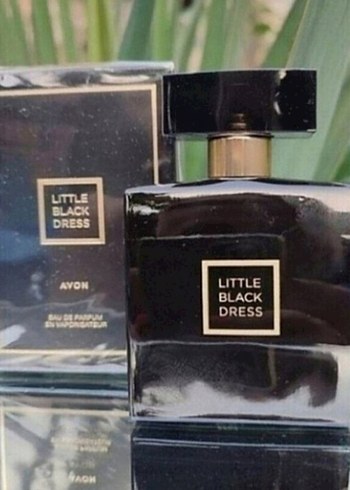 LITTLE
BLACK
DRESS
AVON
EAU DE PARFUM
EN VAPORISATEUR
LITTLE
BLACK
DRESS